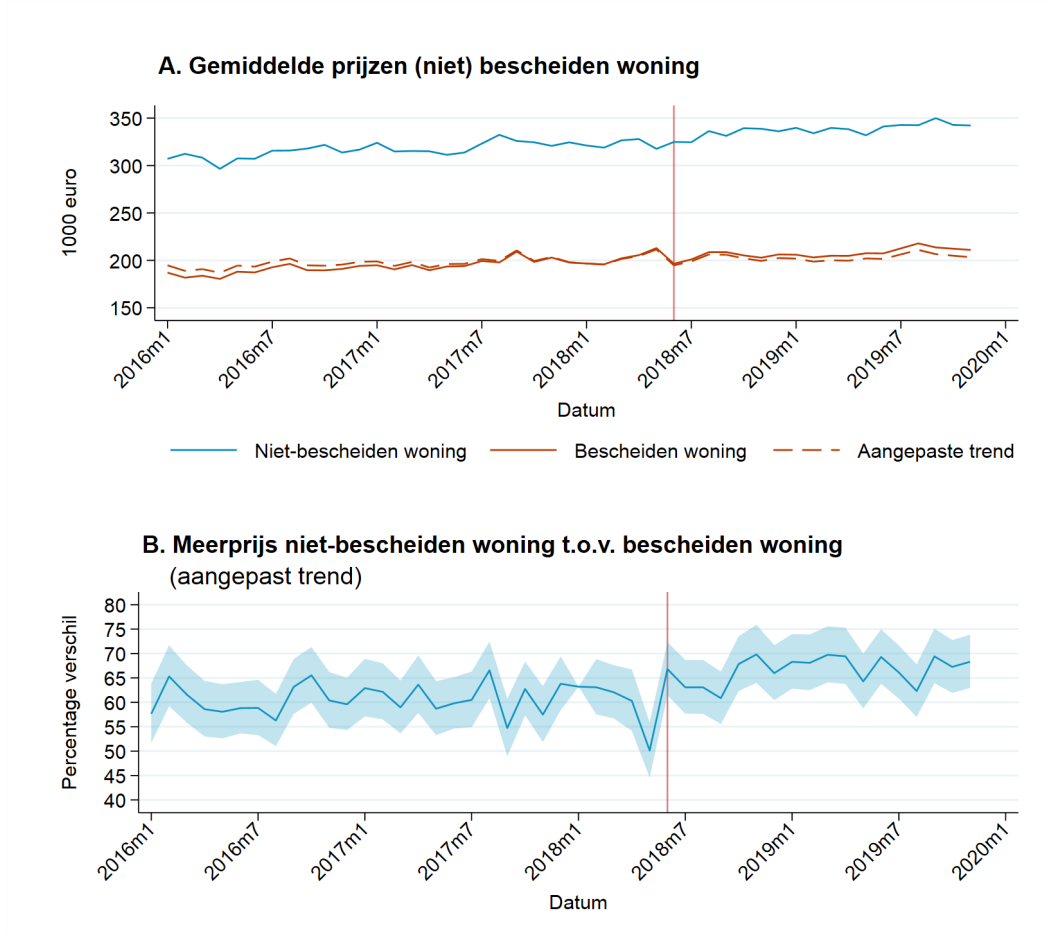 A. Gemiddelde prijzen (niet) bescheiden woning
350
300
250
200
150
1000 euro
2016m1
2016m7
2017m1
2017m7
2018m1
2018m7
2019m1
2019m7
2020m1
Datum
Niet-bescheiden woning
Bescheiden woning
Aangepaste trend
B. Meerprijs niet-bescheiden woning t.o.v. bescheiden woning
(aangepast trend)
80
75
70
65
60
55
50
45
40
Percentage verschil
2016m1
2016m7
2017m1
2017m7
2018m1
2018m7
2019m1
2019m7
2020m1
Datum